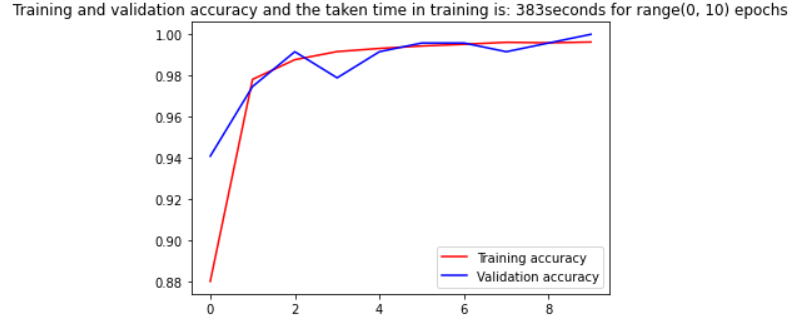 Training and validation accuracy and the taken time in training is: 383seconds for range(0, 10) epochs
1.00
0.98
0.96
0.94
0.92
0.90
0.88
Training accuracy
Validation accuracy
0 2 4 6 8